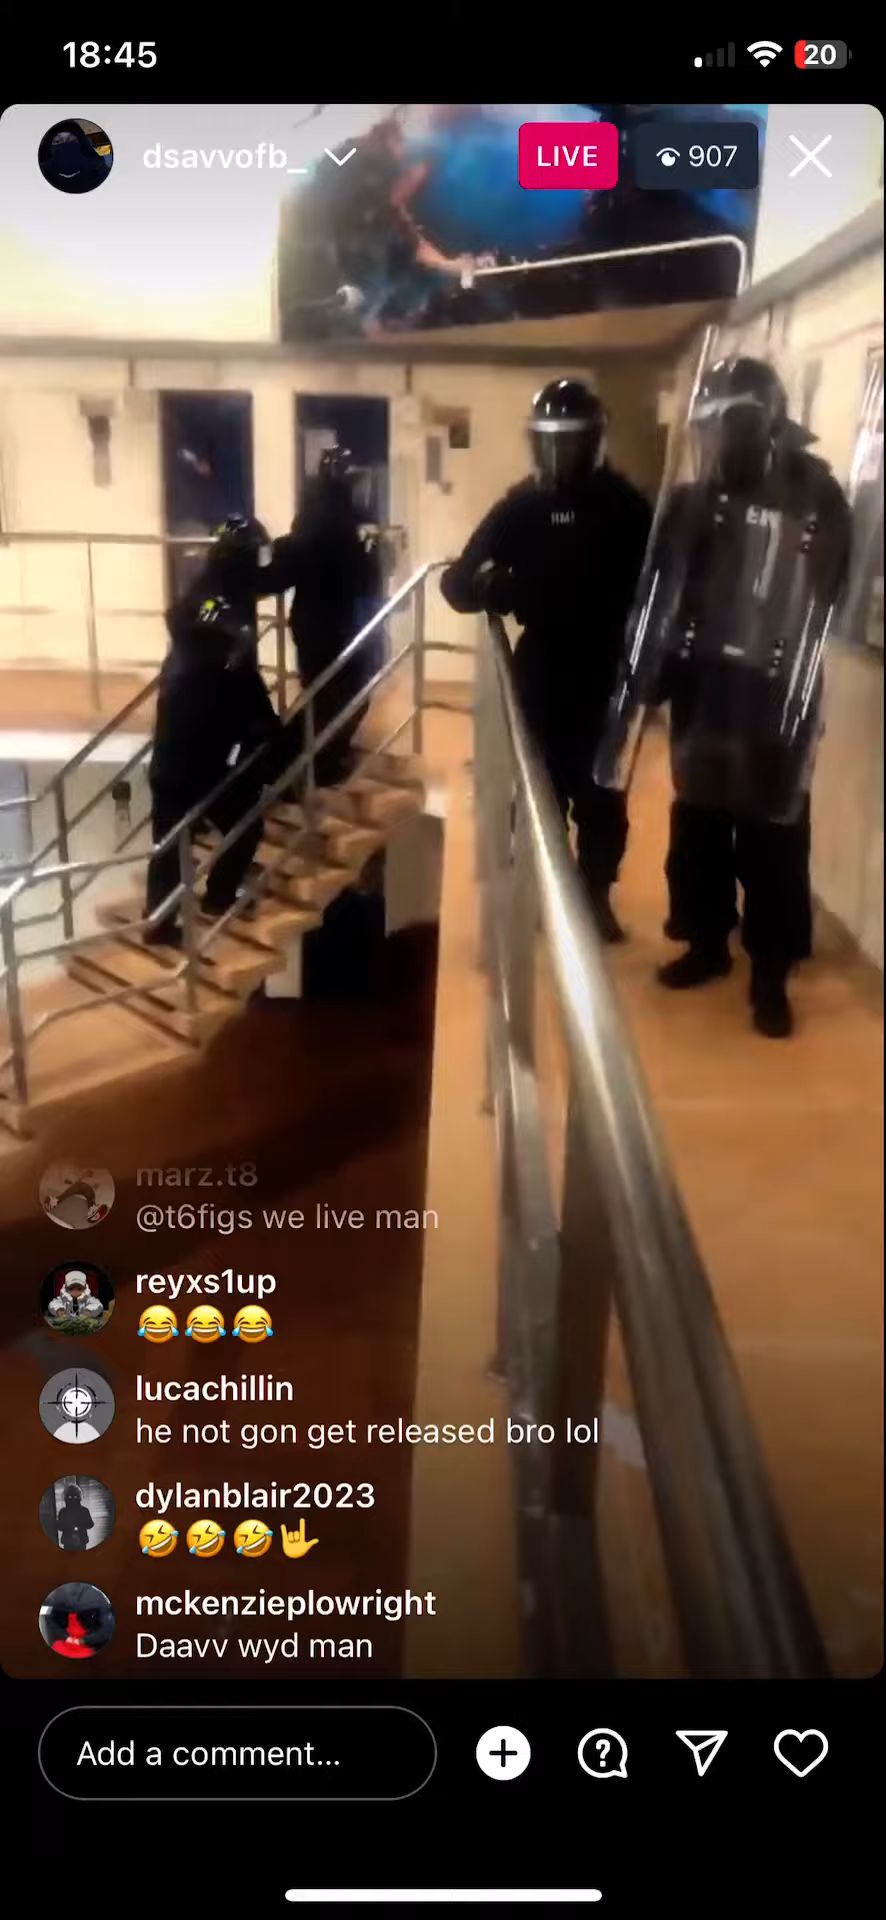 18:45
20
dsavvofb_
LIVE
907
marz.t8
@t6figs we live man
reyxs1up
😂😂😂
lucachillin
he not gon get released bro lol
dylanblair2023
🤣🤣🤣🤟
mckenzieplowright
Daavv wyd man
Add a comment...